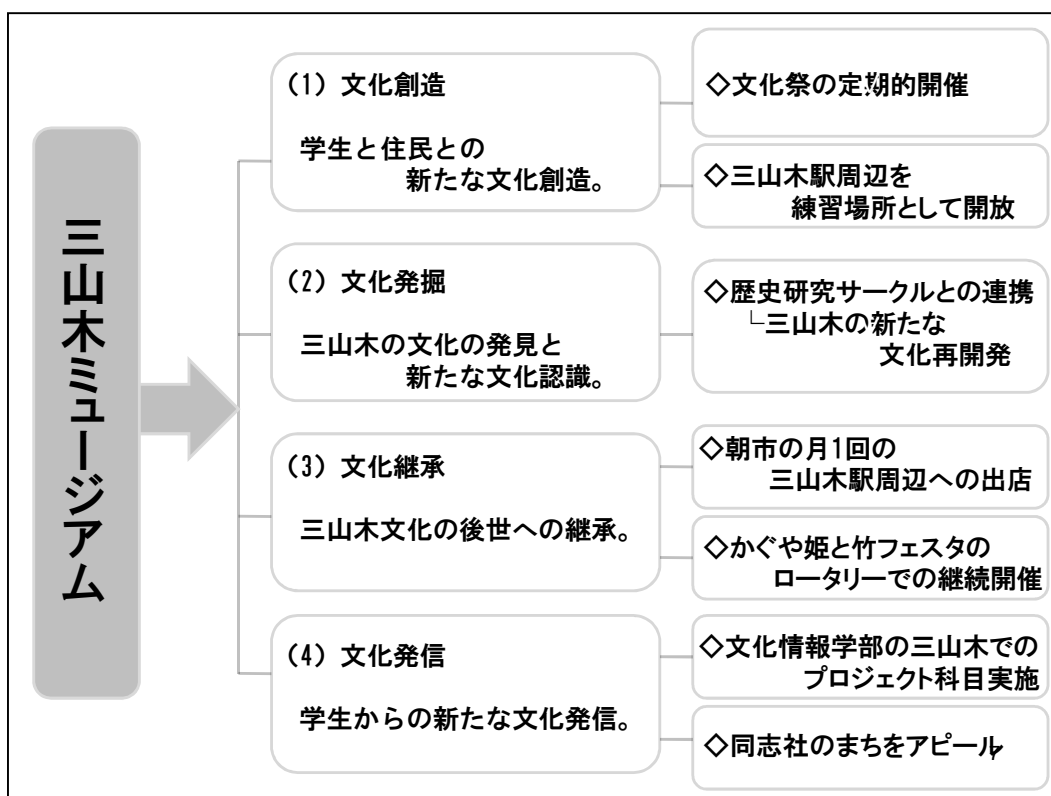 三山木ミュージアム
(1) 文化創造
学生と住民との
新たな文化創造。
◇文化祭の定期的開催
◇三山木駅周辺を
練習場所として開放
(2) 文化発掘
三山木の文化の発見と
新たな文化認識。
◇歴史研究サークルとの連携
└三山木の新たな
文化再開発
(3) 文化継承
三山木文化の後世への継承。
◇朝市の月1回の
三山木駅周辺への出店
◇かぐや姫と竹フェスタの
ロータリーでの継続開催
(4) 文化発信
学生からの新たな文化発信。
◇文化情報学部の三山木での
プロジェクト科目実施
◇同志社のまちをアピール